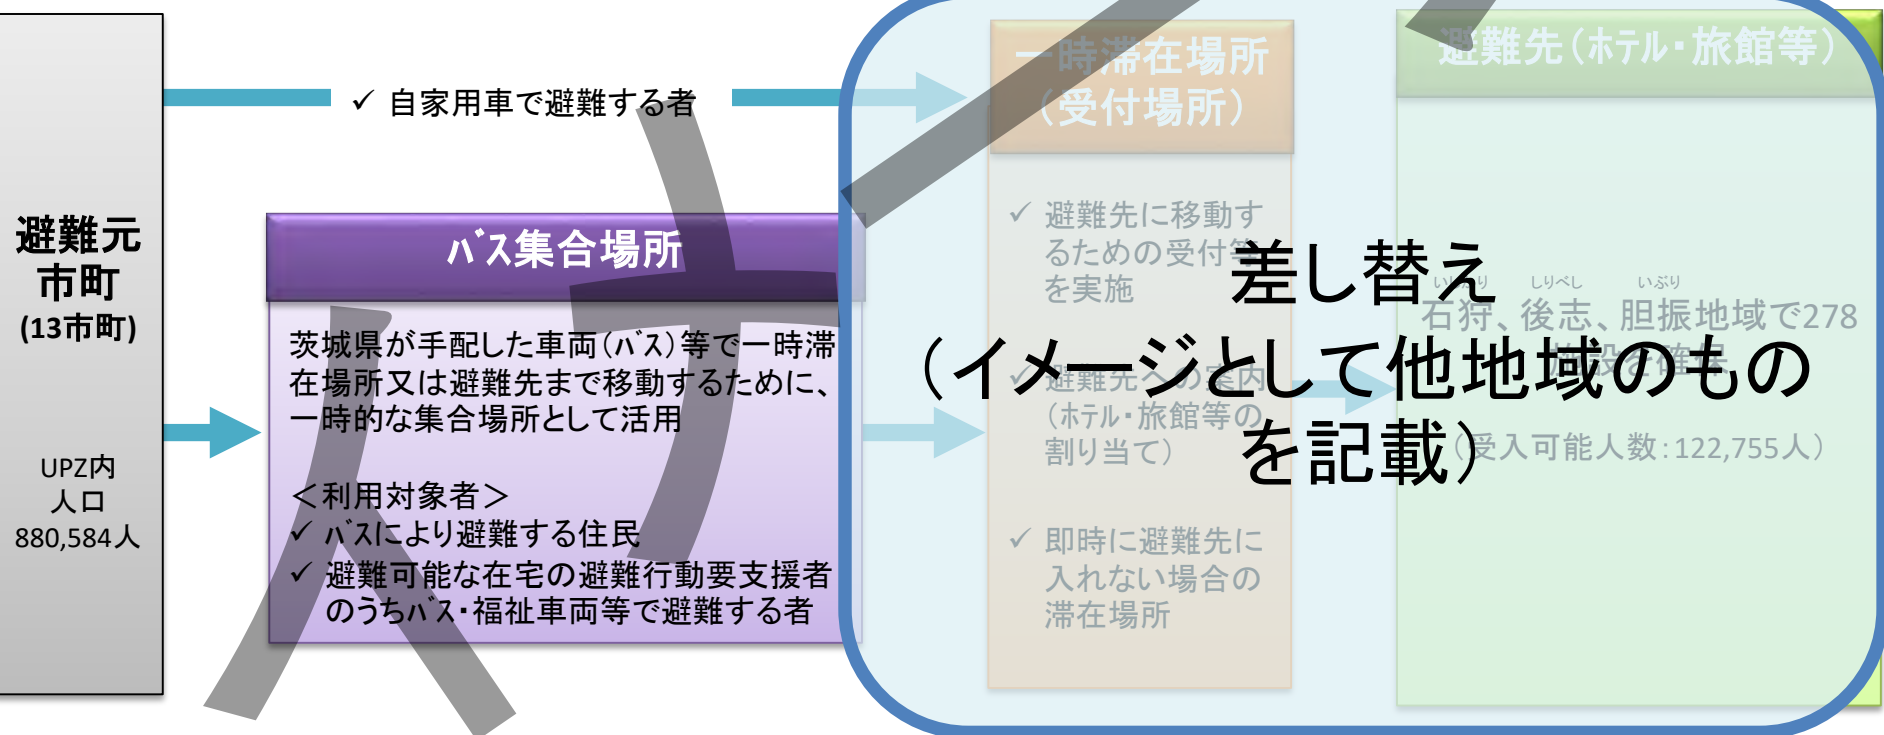 避難元
市町
(13市町)
UPZ内
人口
880,584人
✓ 自家用車で避難する者
バス集合場所
茨城県が手配した車両(バス)等で一時滞
在場所又は避難先まで移動するために、
一時的な集合場所として活用
＜利用対象者＞
✓ バスにより避難する住民
✓ 避難可能な在宅の避難行動要支援者
のうちバス・福祉車両等で避難する者
一時滞在場所
（受付場所）
✓ 避難先に移動す
るための受付等
を実施
✓ 避難先への案内
（ホテル・旅館等の
割り当て）
✓ 即時に避難先に
入れない場合の
滞在場所
避難先（ホテル・旅館等）
いしかり しりべし いぶり
石狩、後志、胆振地域で278
施設を確保
（受入可能人数：122,755人）
差し替え
（イメージとして他地域のもの
を記載）